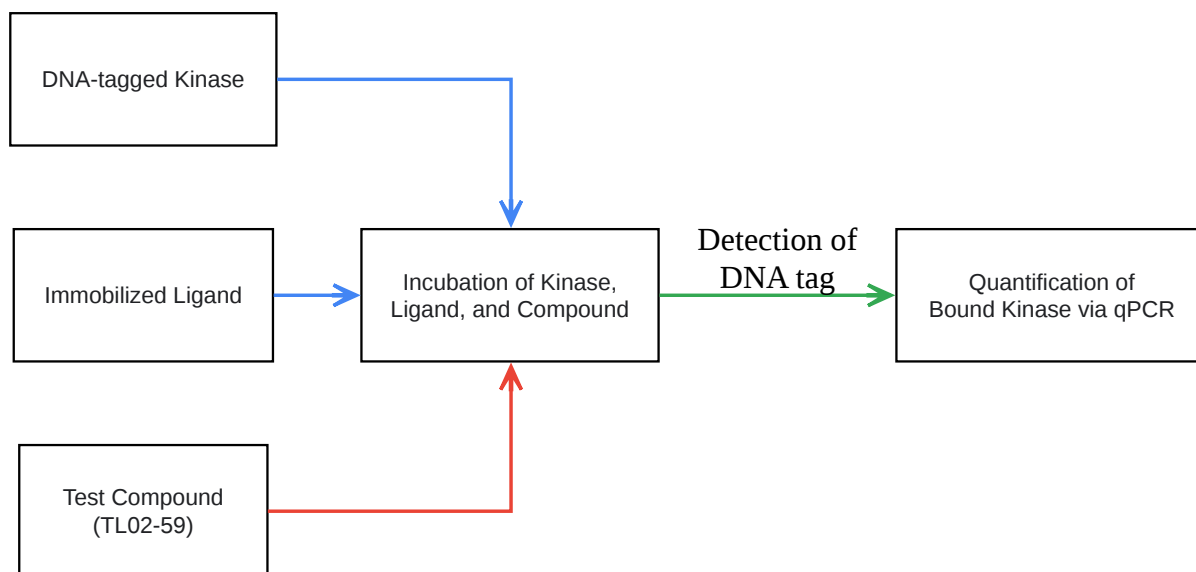 DNA-tagged Kinase
Immobilized Ligand
Test Compound
(TL02-59)
Incubation of Kinase,
Ligand, and Compound
Detection of
DNA tag
Quantification of
Bound Kinase via qPCR